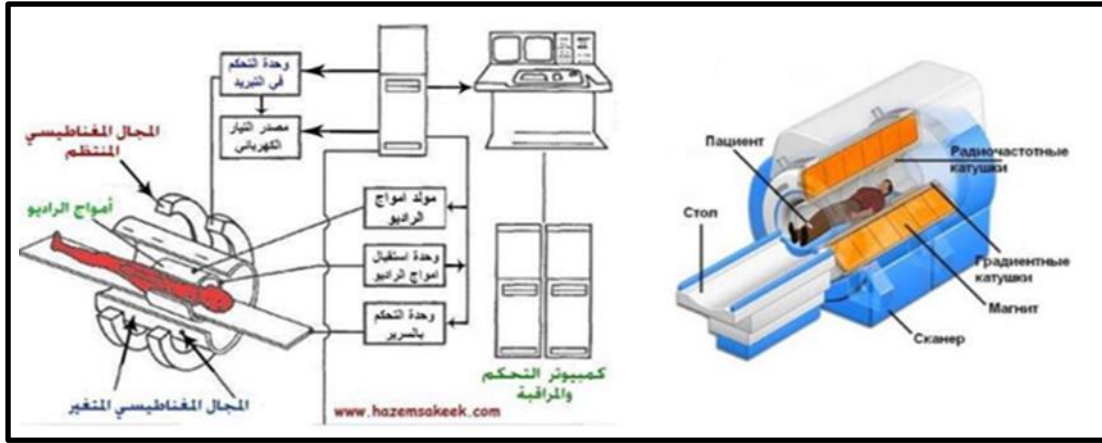 وحدة التحكم
في التبريد
مصدر التيار
الكهربائي
المجال المغناطيسي
المنتظم
أمواج الراديو
مولد امواج
الراديو
وحدة استقبال
امواج الراديو
وحدة التحكم
بالسرير
المجال المغناطيسي المتغير
كمبيوتر التحكم
والمراقبة
www.hazemsakeek.com
Пациент
Радиочастотные
катушки
Стол
Градиентные
катушки
Магнит
Сканер